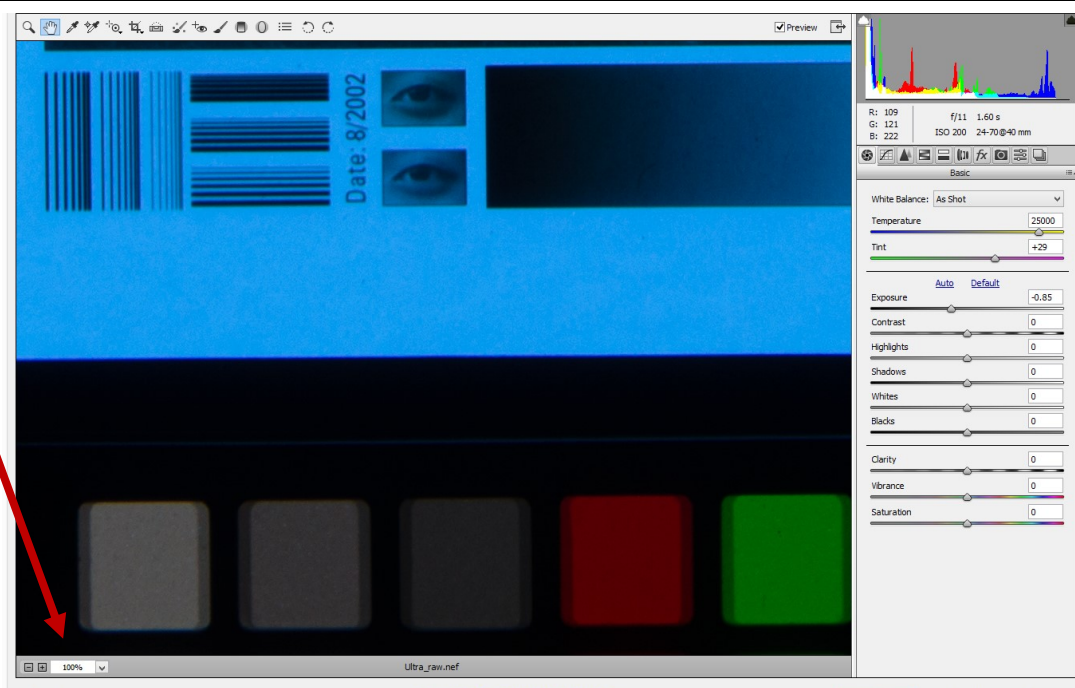 Preview
Date: 8/2002
R: 109
G: 121
B: 222
f/11 1.60 s
ISO 200 24-70@40 mm
fx
Basic
White Balance: As Shot
Temperature 25000
Tint +29
Auto Default
Exposure -0.85
Contrast 0
Highlights 0
Shadows 0
Whites 0
Blacks 0
Clarity 0
Vibrance 0
Saturation 0
100%
Ultra_raw.nef